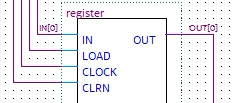 register
IN[0]
OUT[0]
IN OUT
LOAD
CLOCK
CLRN